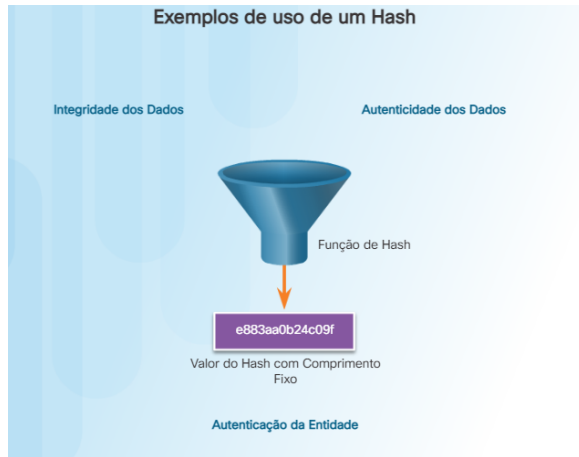 Exemplos de uso de um Hash
Integridade dos Dados
Autenticidade dos Dados
Função de Hash
e883aa0b24c09f
Valor do Hash com Comprimento
Fixo
Autenticação da Entidade